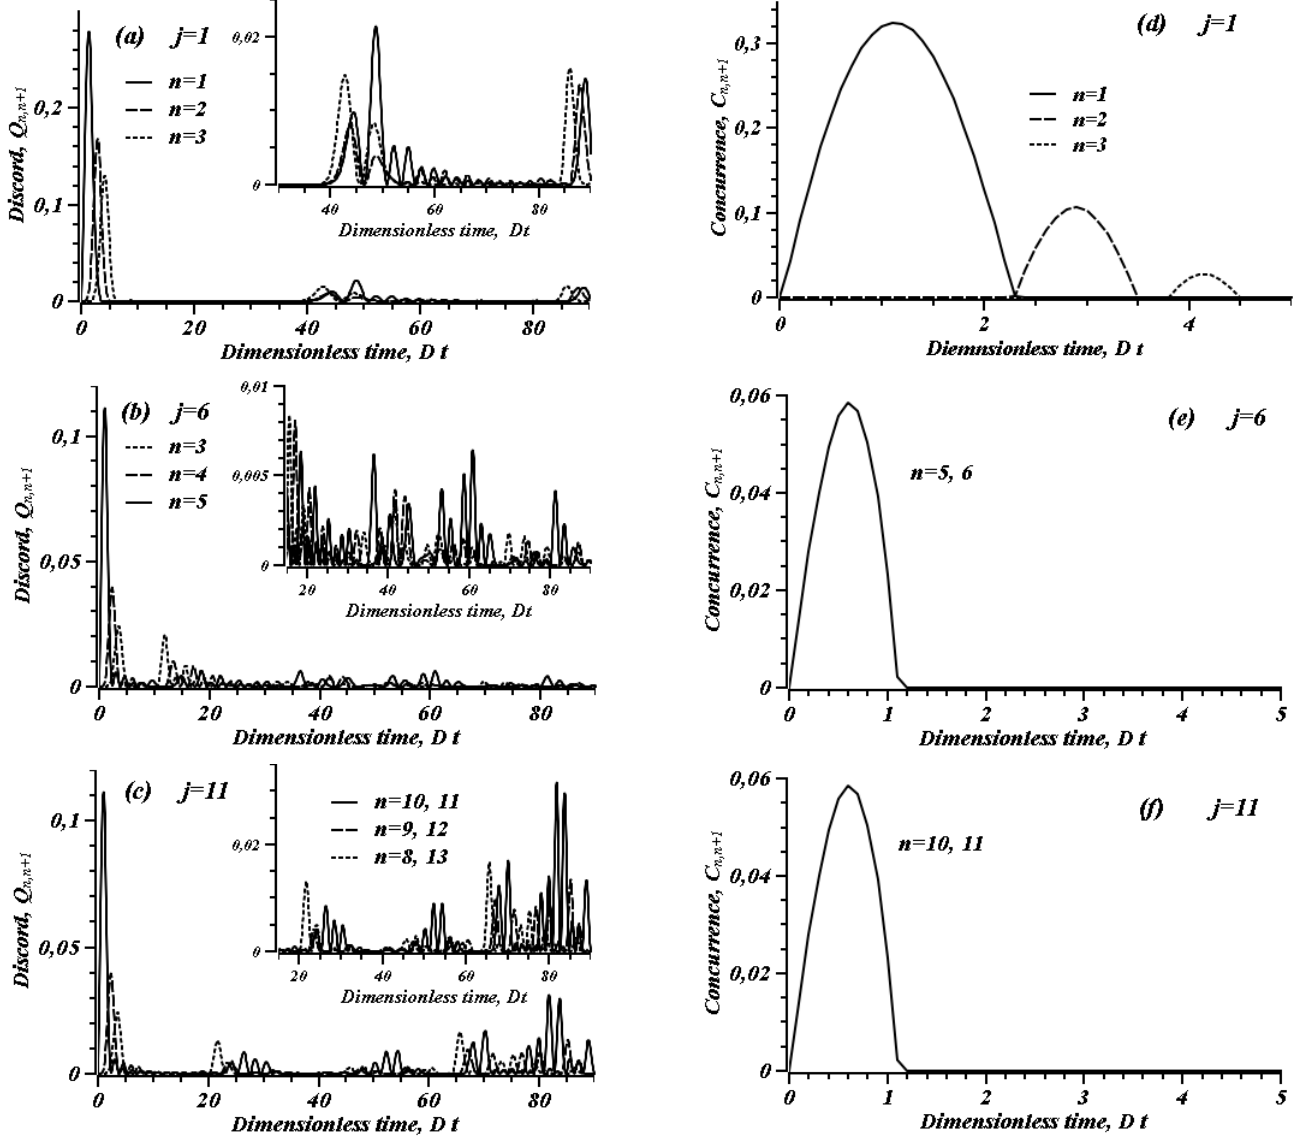 (a) j=1
n=1
n=2
n=3
Discord, Qn,n+1
0,2
0,1
0
0 20 40 60 80
Dimensionless time, D t
0,02
0
40 60 80
Dimensionless time, Dt
(d) j=1
n=1
n=2
n=3
Concurrence, Cn,n+1
0,3
0,2
0,1
0
0 2 4
Diemnsionless time, D t
(b) j=6
n=3
n=4
n=5
Discord, Qn,n+1
0,1
0,05
0
0 20 40 60 80
Dimensionless time, D t
0,01
0,005
0
20 40 60 80
Dimensionless time, Dt
(e) j=6
n=5, 6
Concurrence, Cn,n+1
0,06
0,04
0,02
0
0 1 2 3 4 5
Dimensionless time, D t
(c) j=11
Discord, Qn,n+1
0,1
0,05
0
0 20 40 60 80
Dimensionless time, D t
n=10, 11
n=9, 12
n=8, 13
0,02
0
20 40 60 80
Dimensionless time, Dt
(f) j=11
n=10, 11
Concurrence, Cn,n+1
0,06
0,04
0,02
0
0 1 2 3 4 5
Dimensionless time, D t